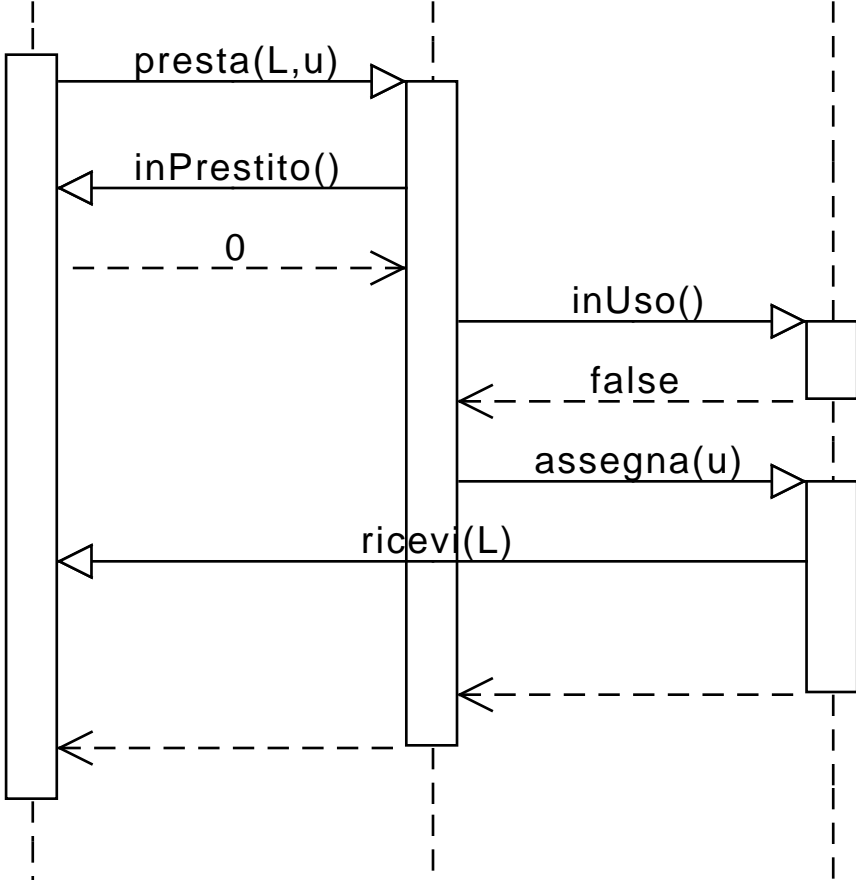 presta(L,u)
inPrestito()
0
inUso()
false
assegna(u)
ricevi(L)